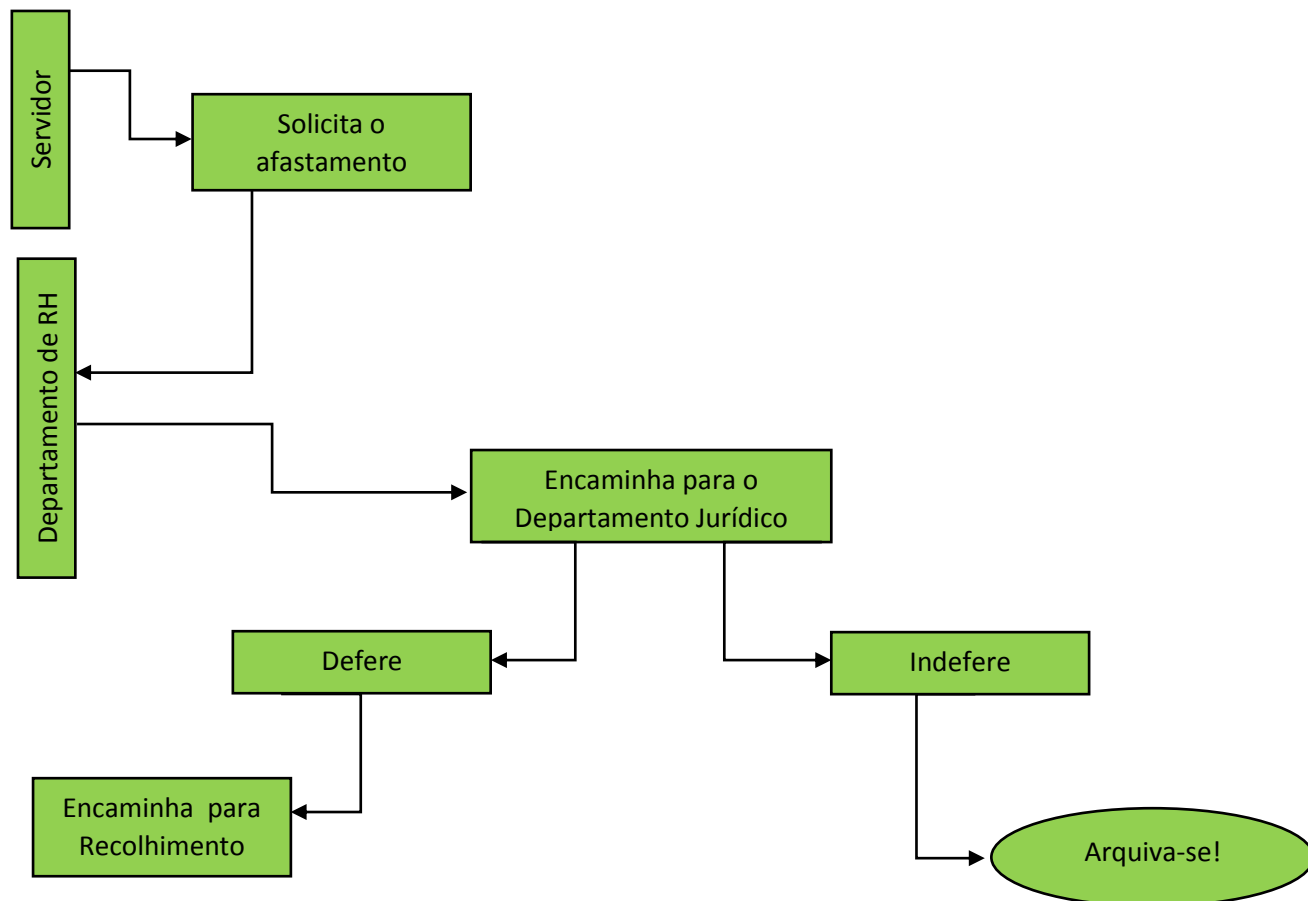 Servidor
Solicita o
afastamento
Departamento de RH
Encaminha para o
Departamento Jurídico
Defere
Indefere
Encaminha para
Recolhimento
Arquiva-se!